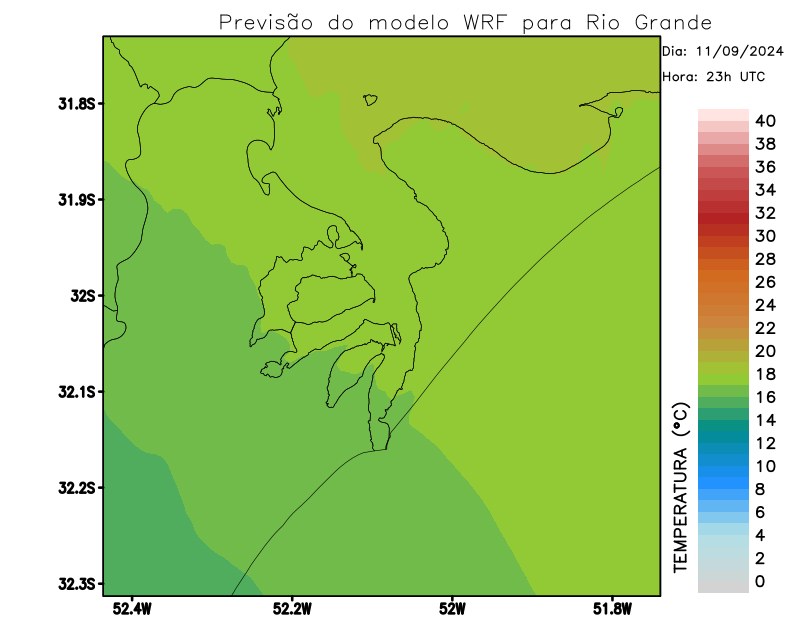 Previsão do modelo WRF para Rio Grande
Dia: 11/09/2024
Hora: 23h UTC
31.8S
31.9S
32S
32.1S
32.2S
32.3S
52.4W
52.2W
52W
51.8W
TEMPERATURA (°C)
40
38
36
34
32
30
28
26
24
22
20
18
16
14
12
10
8
6
4
2
0